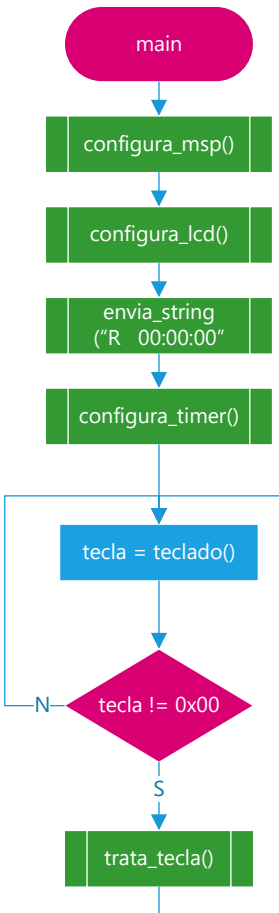 main
configura_msp()
configura_lcd()
envia_string
(“R   00:00:00”
configura_timer()
tecla = teclado()
tecla != 0x00
N
S
trata_tecla()